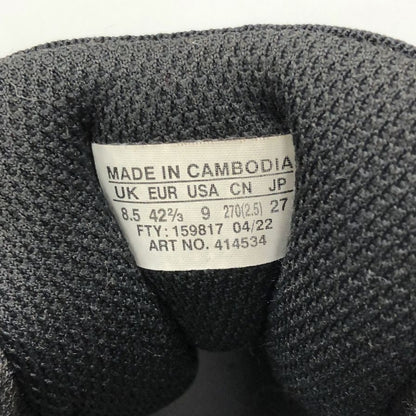 MADE IN CAMBODIA
UK EUR USA CN JP
8.5 42⅔ 9 270(2.5) 27
FTY: 159817 04/22
ART NO. 414534